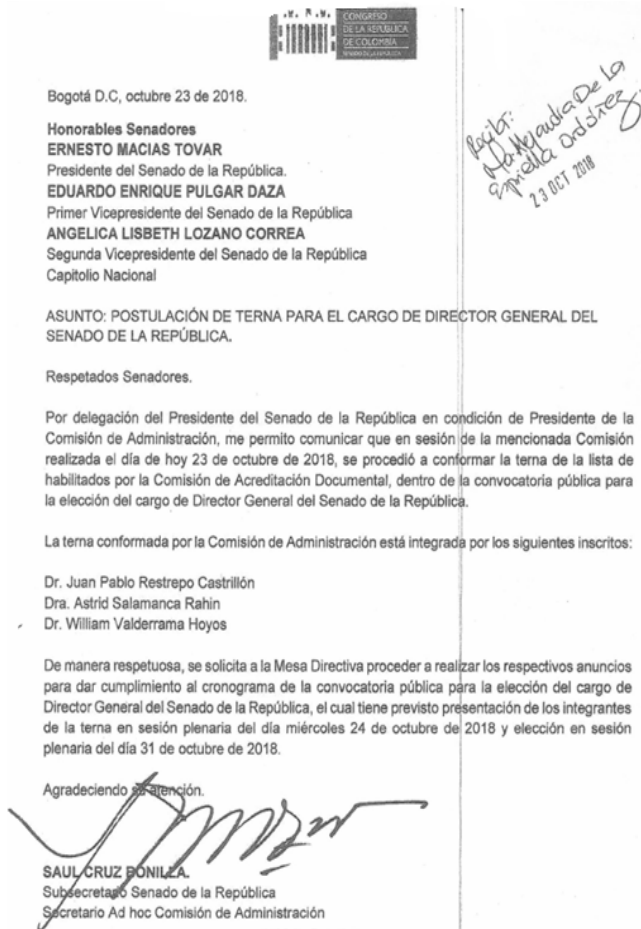 CONGRESO
DE LA REPÚBLICA
DE COLOMBIA
Bogotá D.C, octubre 23 de 2018.
Recibí:
Ma Alejandra De La
Espriella Ordóñez.
23 OCT 2018
Honorables Senadores
ERNESTO MACIAS TOVAR
Presidente del Senado de la República.
EDUARDO ENRIQUE PULGAR DAZA
Primer Vicepresidente del Senado de la República
ANGELICA LISBETH LOZANO CORREA
Segunda Vicepresidente del Senado de la República
Capitolio Nacional
ASUNTO: POSTULACIÓN DE TERNA PARA EL CARGO DE DIRECTOR GENERAL DEL
SENADO DE LA REPÚBLICA.
Respetados Senadores.
Por delegación del Presidente del Senado de la República en condición de Presidente de la
Comisión de Administración, me permito comunicar que en sesión de la mencionada Comisión
realizada el día de hoy 23 de octubre de 2018, se procedió a conformar la terna de la lista de
habilitados por la Comisión de Acreditación Documental, dentro de la convocatoria pública para
la elección del cargo de Director General del Senado de la República.
La terna conformada por la Comisión de Administración está integrada por los siguientes inscritos:
Dr. Juan Pablo Restrepo Castrillón
Dra. Astrid Salamanca Rahin
Dr. William Valderrama Hoyos
De manera respetuosa, se solicita a la Mesa Directiva proceder a realizar los respectivos anuncios
para dar cumplimiento al cronograma de la convocatoria pública para la elección del cargo de
Director General del Senado de la República, el cual tiene previsto presentación de los integrantes
de la terna en sesión plenaria del día miércoles 24 de octubre de 2018 y elección en sesión
plenaria del día 31 de octubre de 2018.
Agradeciendo su atención.
SAUL CRUZ BONILLA.
Subsecretario Senado de la República
Secretario Ad hoc Comisión de Administración